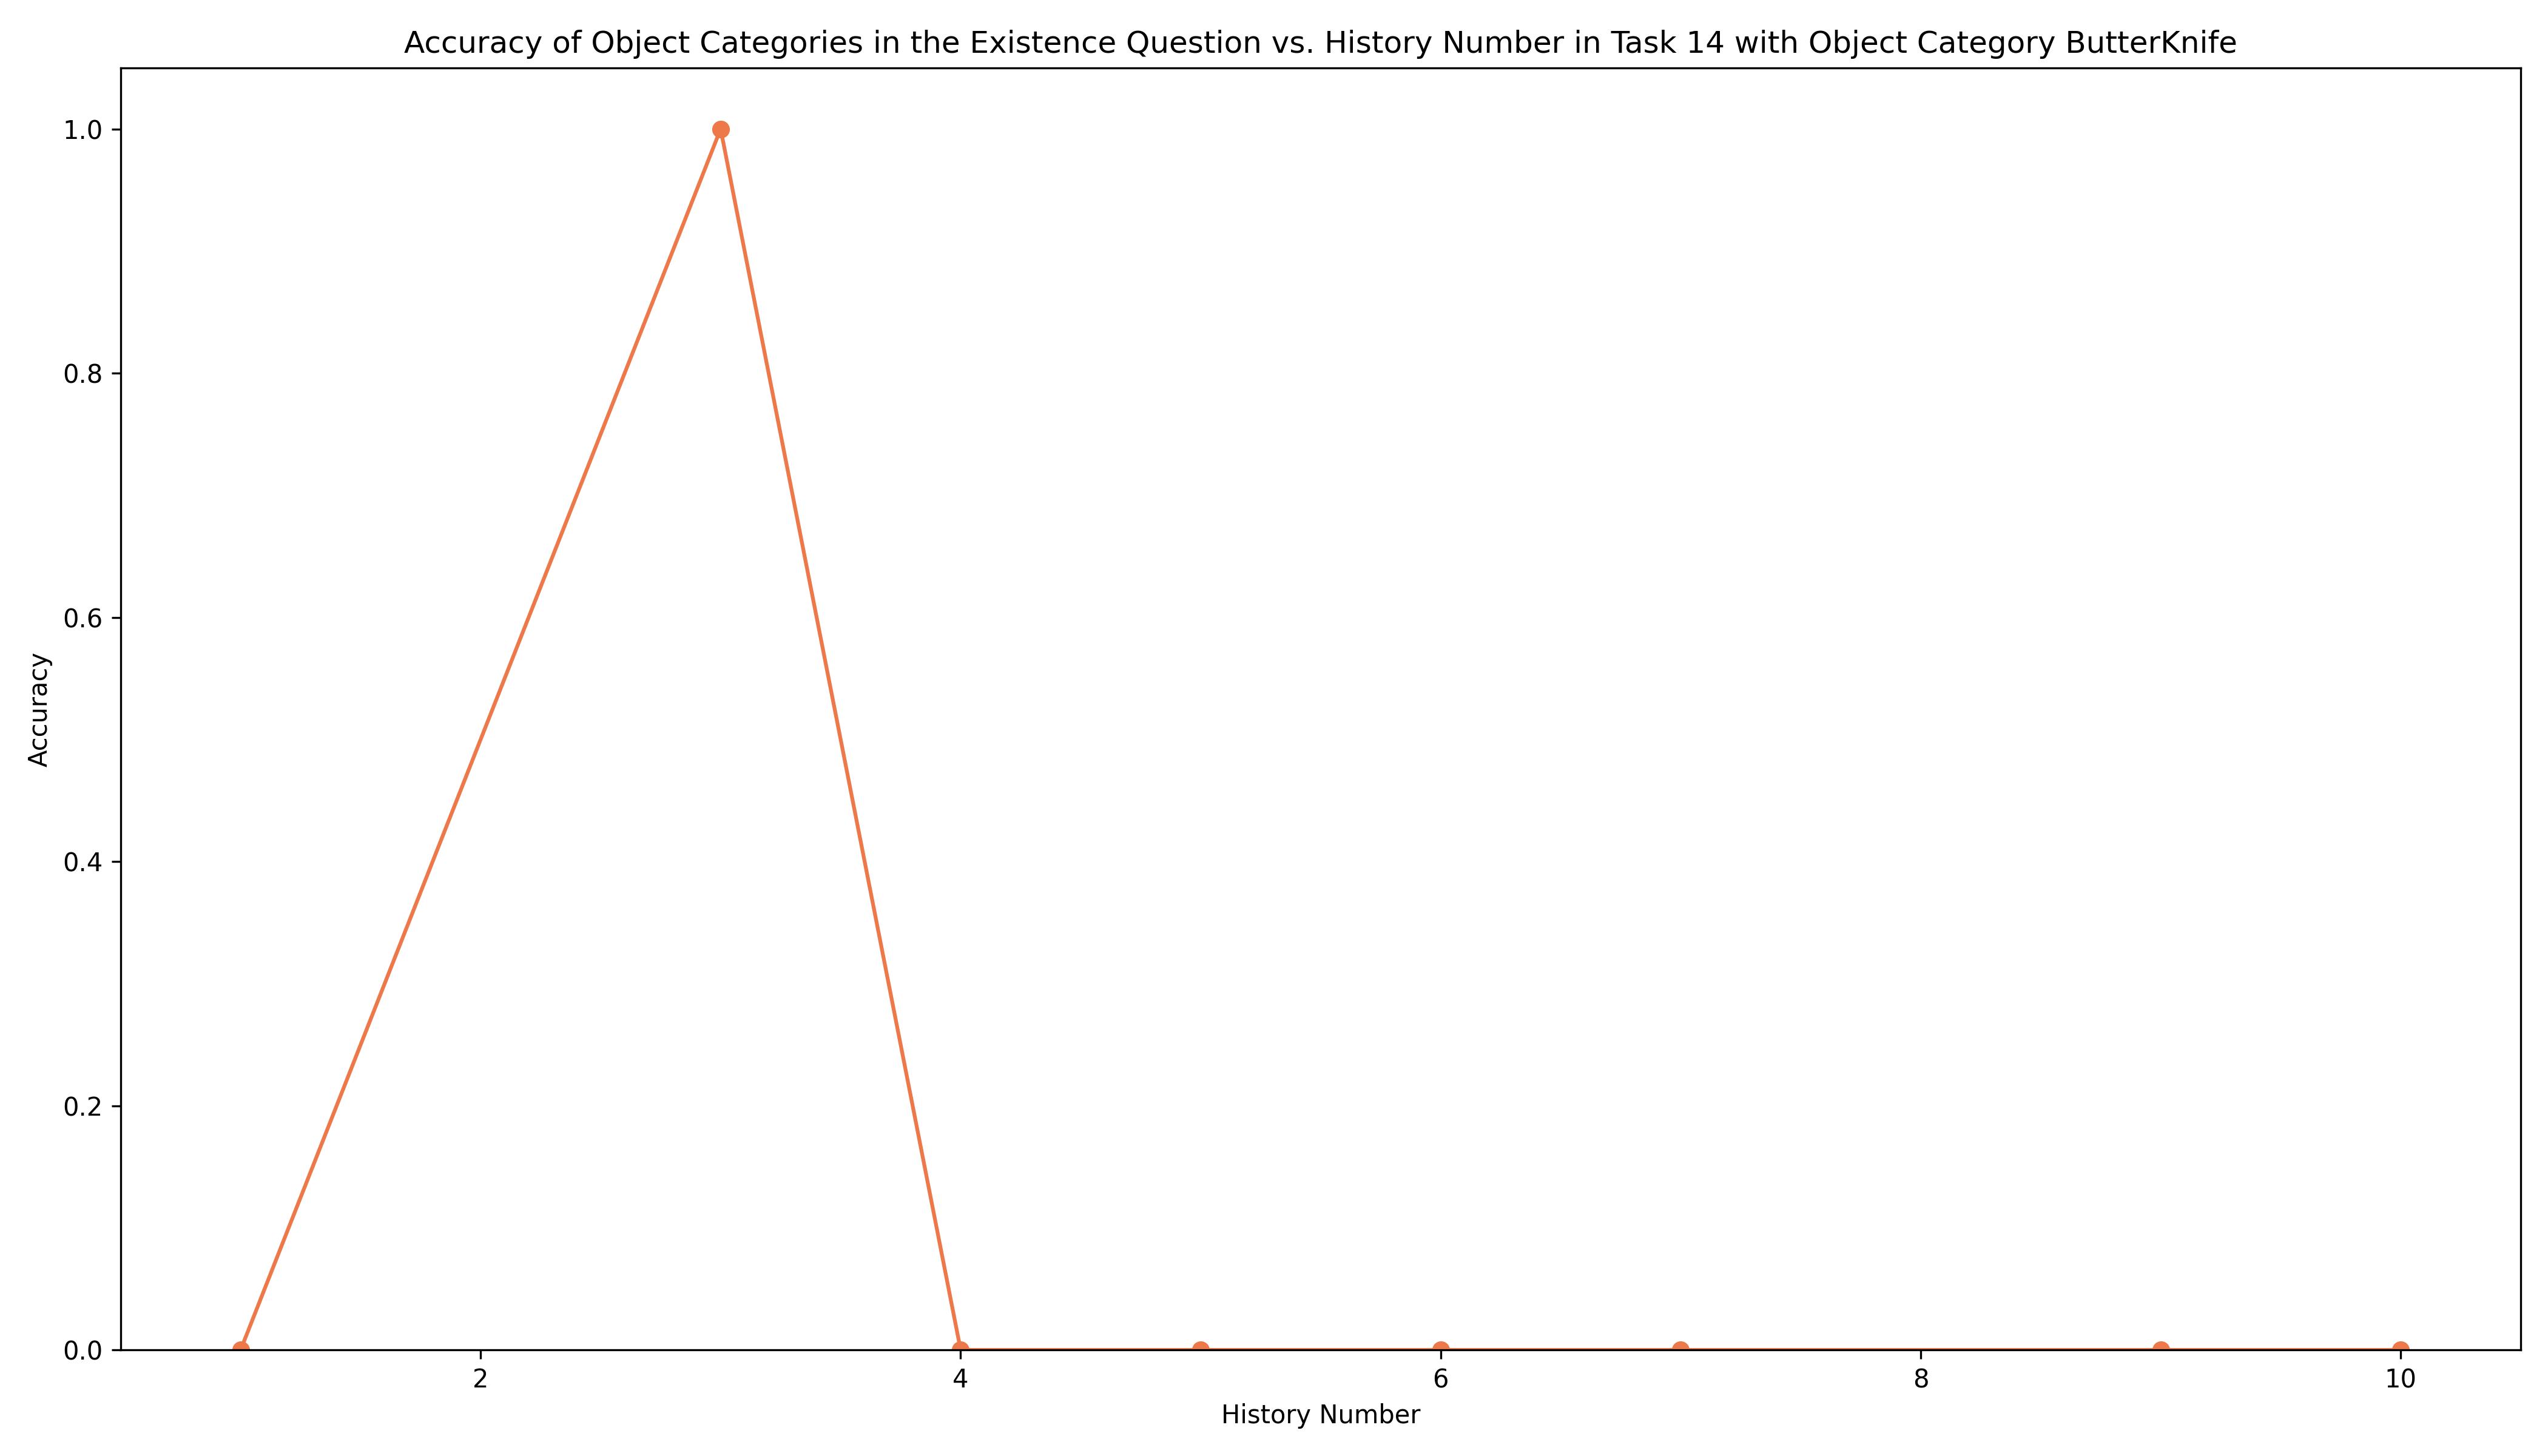 Accuracy of Object Categories in the Existence Question vs. History Number in Task 14 with Object Category ButterKnife
1.0
0.8
0.6
0.4
0.2
0.0
Accuracy
2 4 6 8 10
History Number